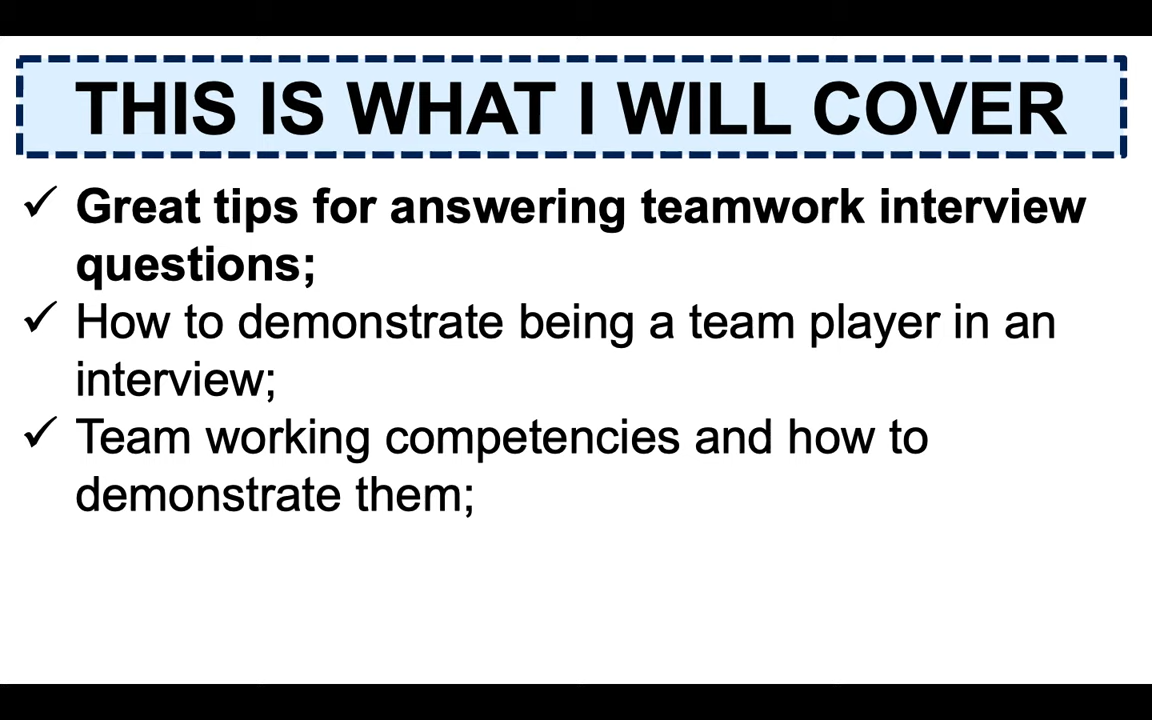 THIS IS WHAT I WILL COVER
✓ Great tips for answering teamwork interview
questions;
✓ How to demonstrate being a team player in an
interview;
✓ Team working competencies and how to
demonstrate them;